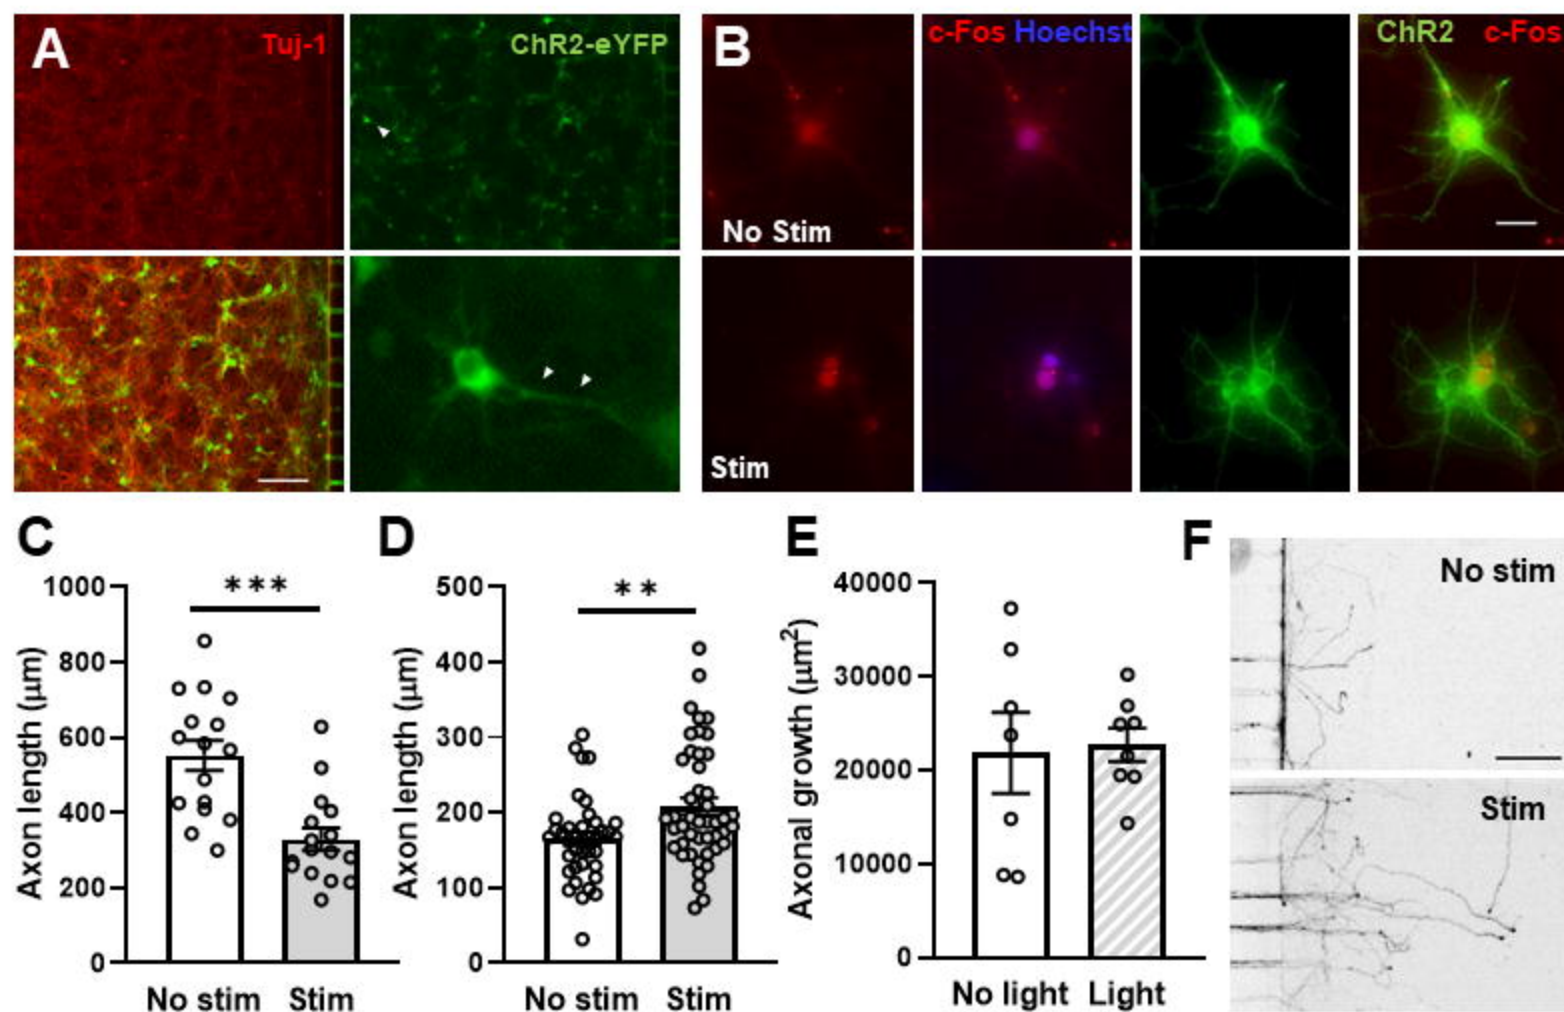 A
Tuj-1
ChR2-eYFP
B
c-Fos Hoechst
ChR2 c-Fos
No Stim
Stim
C
Axon length (μm)
1000
800
600
400
200
0
***
No stim
Stim
D
Axon length (μm)
500
400
300
200
100
0
**
No stim
Stim
E
Axonal growth (μm²)
40000
30000
20000
10000
0
No light
Light
F
No stim
Stim